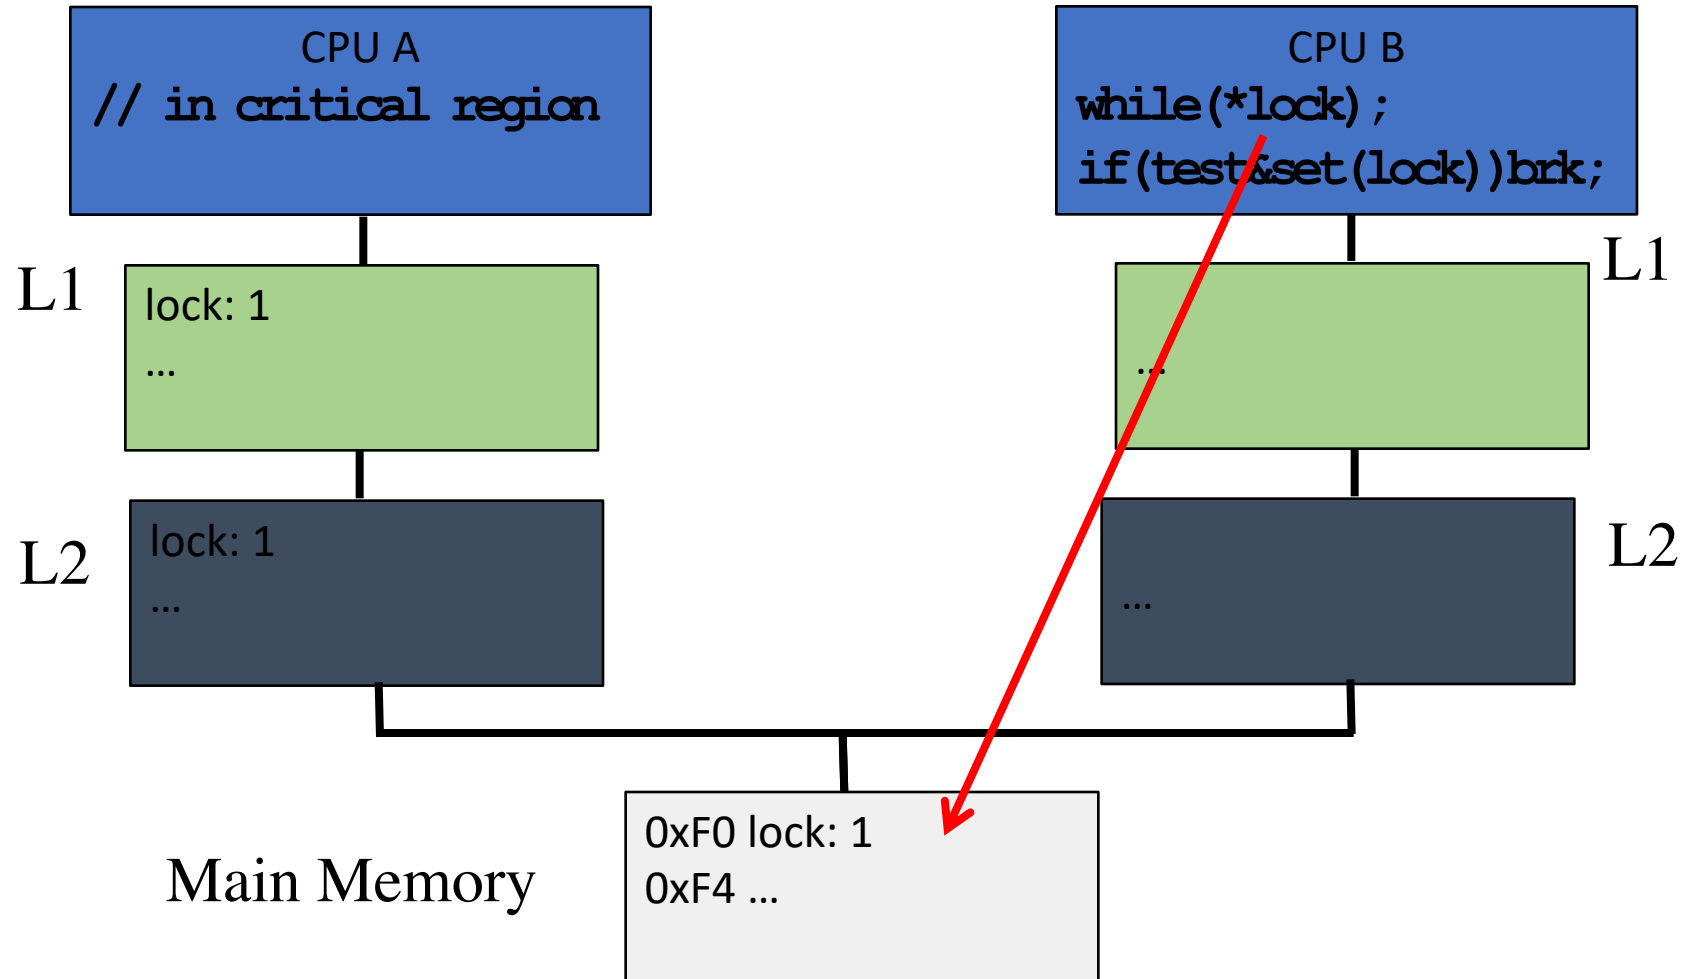 CPU A
// in critical region
CPU B
while(*lock);
if(test&set(lock))brk;
L1
lock: 1
…
L1
…
L2
lock: 1
…
L2
…
Main Memory
0xF0 lock: 1
0xF4 …